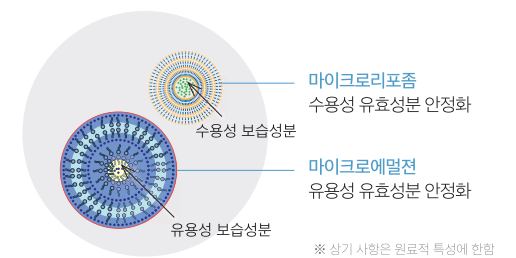 마이크로리포좀
수용성 유효성분 안정화
수용성 보습성분
마이크로에멀젼
유용성 유효성분 안정화
유용성 보습성분
※ 상기 사항은 원료적 특성에 한함